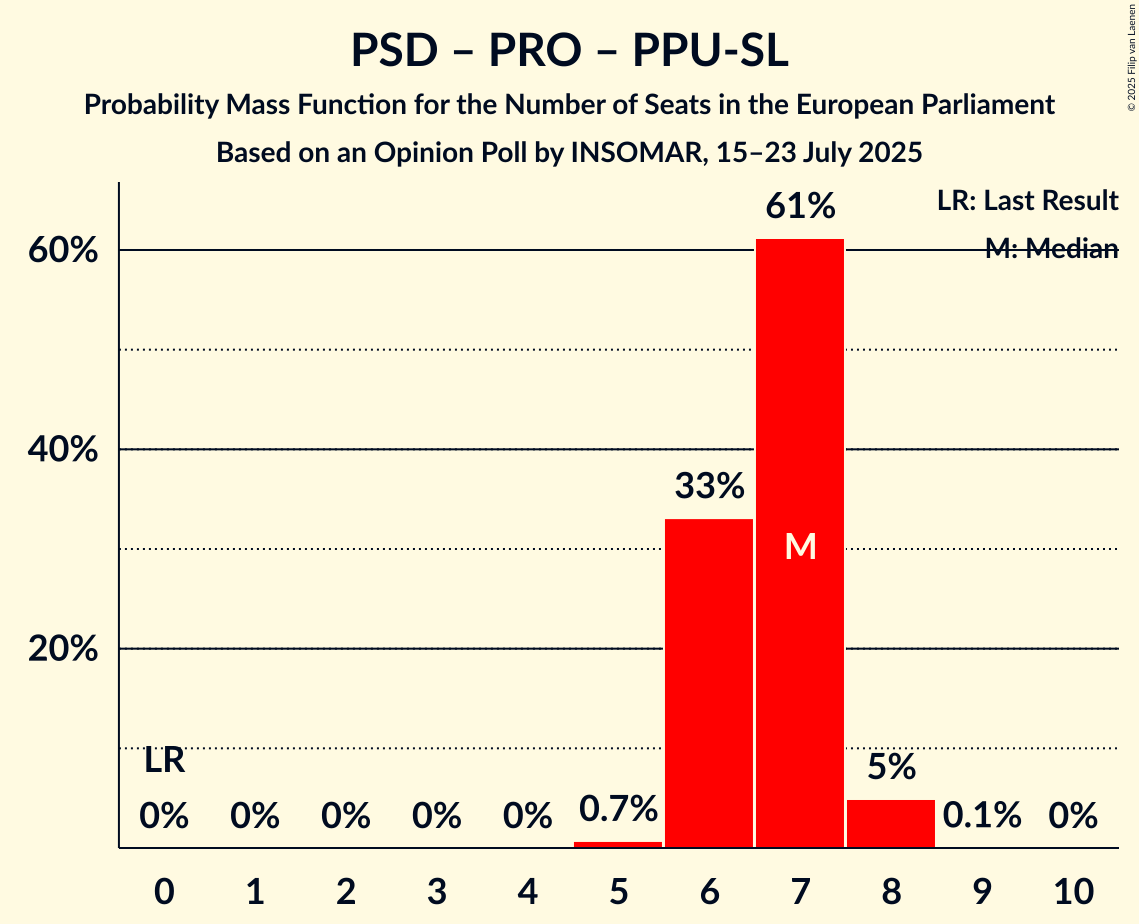 PSD – PRO – PPU-SL
Probability Mass Function for the Number of Seats in the European Parliament
Based on an Opinion Poll by INSOMAR, 15–23 July 2025
© 2025 Filip van Laenen
LR: Last Result
M: Median
60%
40%
20%
61%
33%
M
LR
5%
0% 0% 0% 0% 0% 0.7% 0.1% 0%
0 1 2 3 4 5 6 7 8 9 10